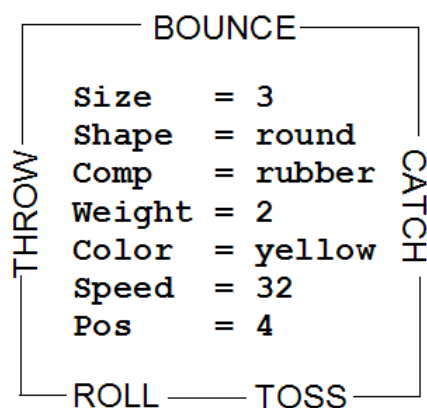 BOUNCE
Size = 3
Shape = round
Comp = rubber
Weight = 2
Color = yellow
Speed = 32
Pos = 4
THROW
CATCH
ROLL TOSS